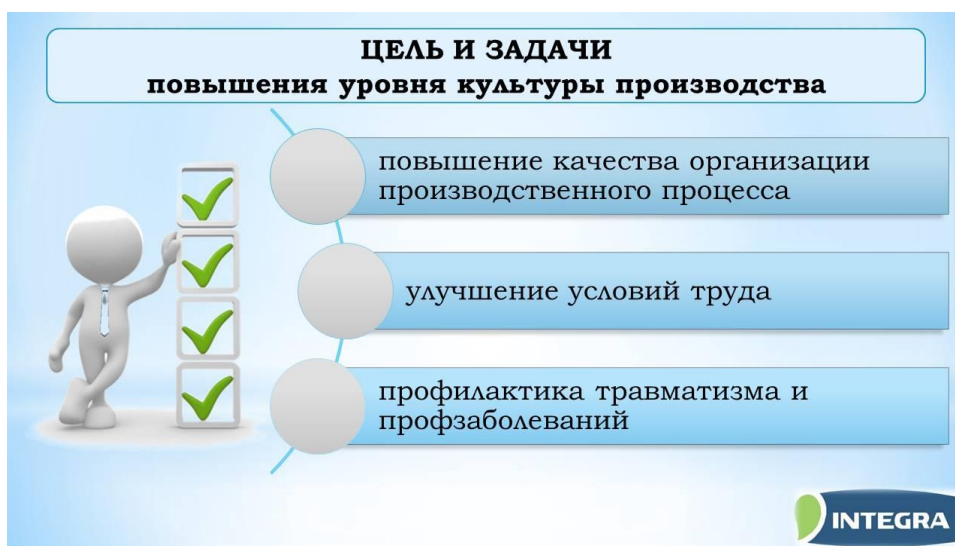 ЦЕЛЬ И ЗАДАЧИ
повышения уровня культуры производства
повышение качества организации
производственного процесса
улучшение условий труда
профилактика травматизма и
профзаболеваний
INTEGRA